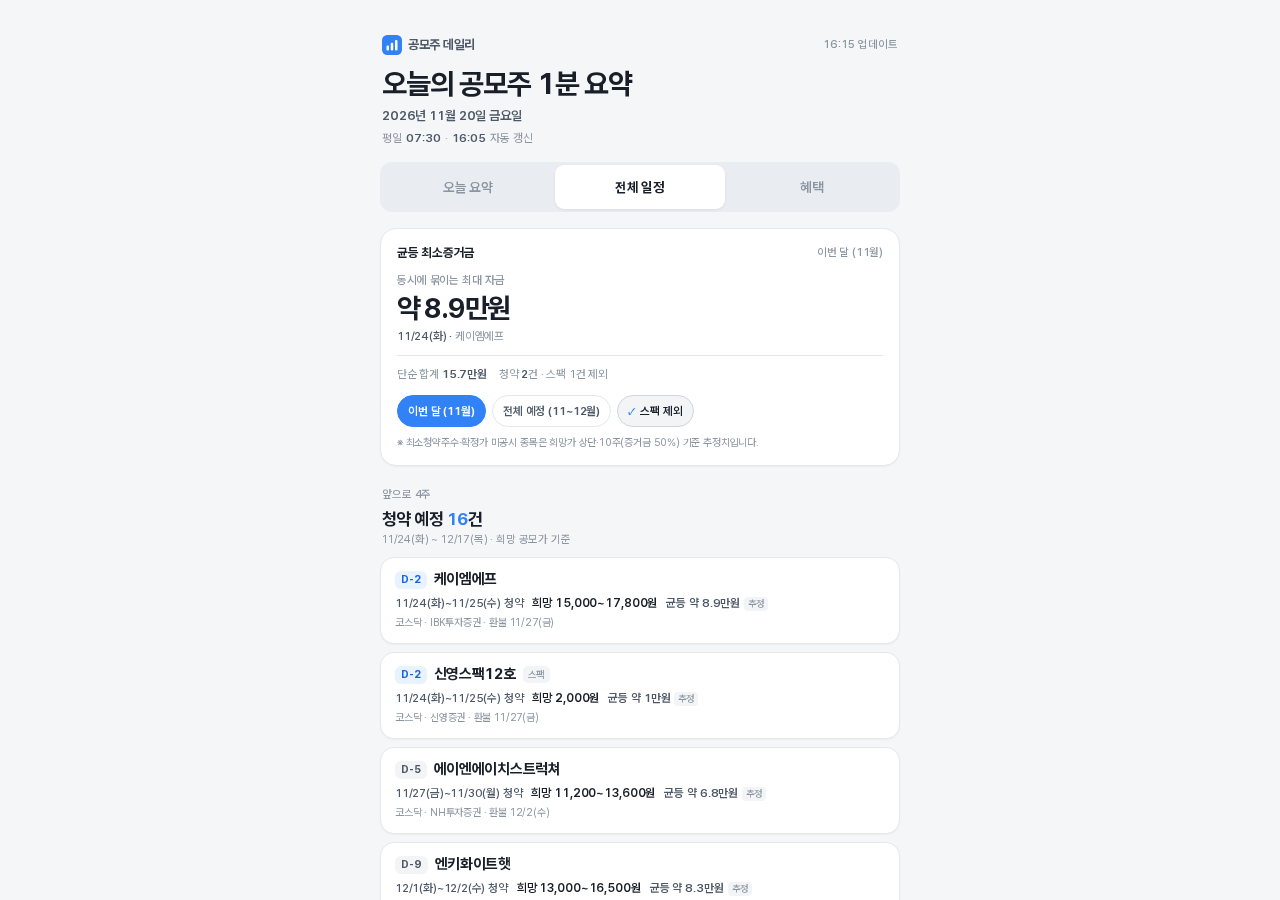 공모주 데일리
16:15 업데이트
오늘의 공모주 1분 요약
2026년 11월 20일 금요일
평일 07:30 · 16:05 자동 갱신
오늘 요약
전체 일정
혜택
균등 최소증거금
이번 달 (11월)
동시에 묶이는 최대 자금
약 8.9만원
11/24(화) · 케이엠에프
단순 합계 15.7만원 청약 2건 · 스팩 1건 제외
이번 달 (11월)
전체 예정 (11~12월)
✓ 스팩 제외
※ 최소청약주수·확정가 미공시 종목은 희망가 상단·10주(증거금 50%) 기준 추정치입니다.
앞으로 4주
청약 예정 16건
11/24(화) ~ 12/17(목) · 희망 공모가 기준
D-2 케이엠에프
11/24(화)~11/25(수) 청약 희망 15,000~17,800원 균등 약 8.9만원 추정
코스닥 · IBK투자증권 · 환불 11/27(금)
D-2 신영스팩12호 스팩
11/24(화)~11/25(수) 청약 희망 2,000원 균등 약 1만원 추정
코스닥 · 신영증권 · 환불 11/27(금)
D-5 에이엔에이치스트럭쳐
11/27(금)~11/30(월) 청약 희망 11,200~13,600원 균등 약 6.8만원 추정
코스닥 · NH투자증권 · 환불 12/2(수)
D-9 엔키화이트햇
12/1(화)~12/2(수) 청약 희망 13,000~16,500원 균등 약 8.3만원 추정